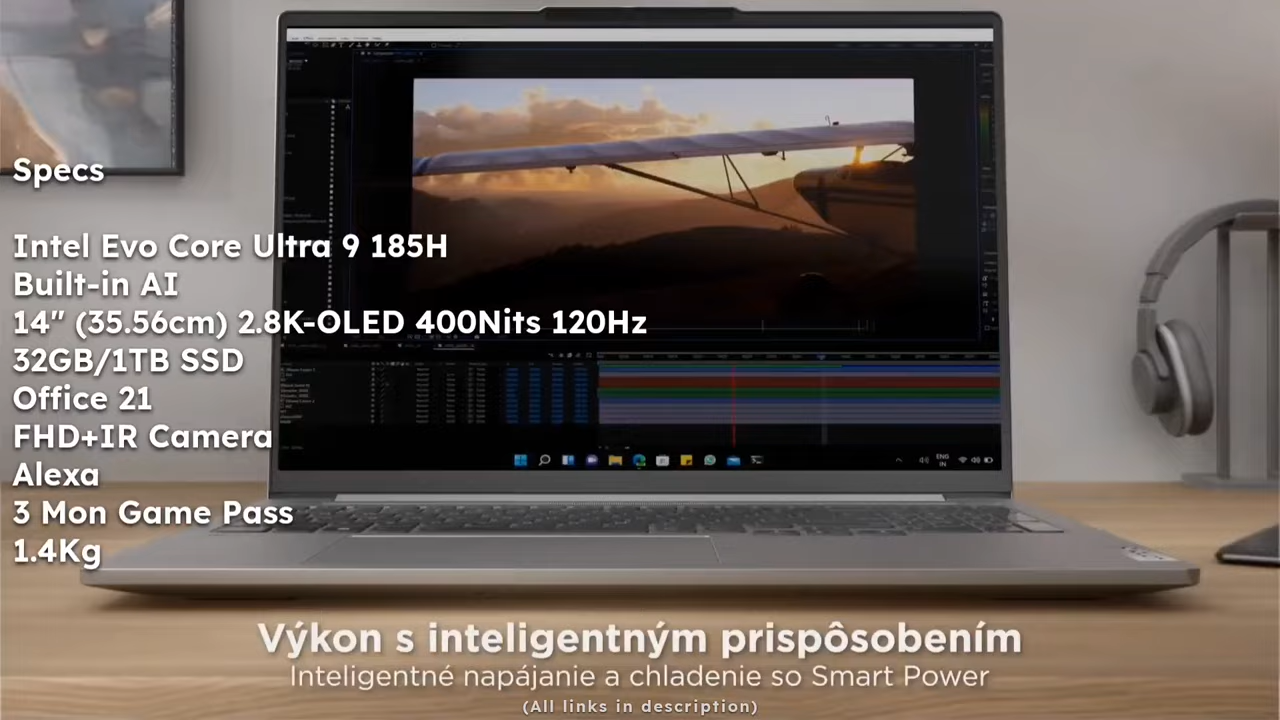 Specs
Intel Evo Core Ultra 9 185H
Built-in AI
14" (35.56cm) 2.8K-OLED 400Nits 120Hz
32GB/1TB SSD
Office 21
FHD+IR Camera
Alexa
3 Mon Game Pass
1.4Kg
ENG
IN
Výkon s inteligentným prispôsobením
Inteligentné napájanie a chladenie so Smart Power
(All links in description)